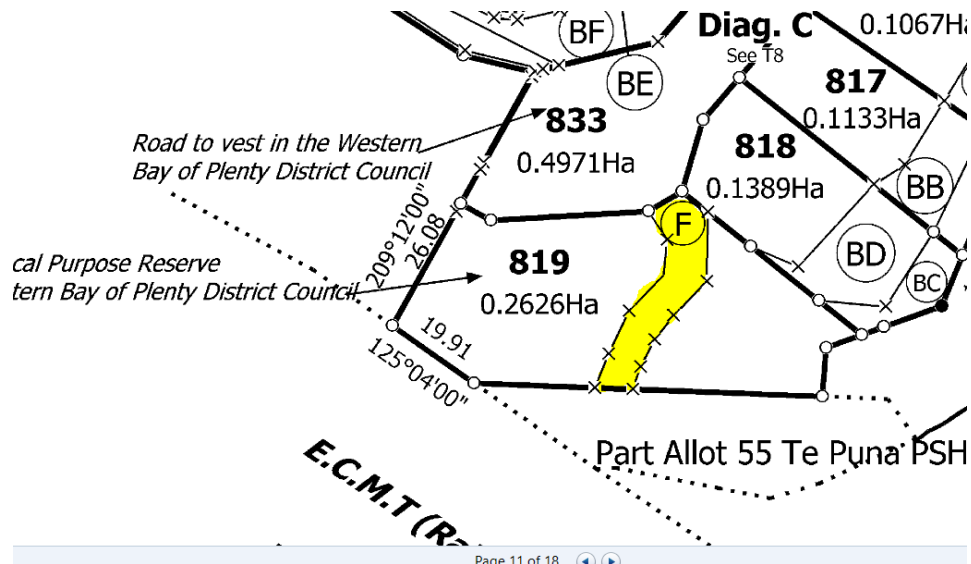 Diag. C
See T8
0.1067Ha
BF
BE
817
0.1133Ha
833
0.4971Ha
818
0.1389Ha
Road to vest in the Western
Bay of Plenty District Council
BB
F
BD
BC
209°12'00"
26.08
cal Purpose Reserve
tern Bay of Plenty District Council
819
0.2626Ha
19.91
125°04'00"
Part Allot 55 Te Puna PSH
E.C.M.T (Ra
Page 11 of 18